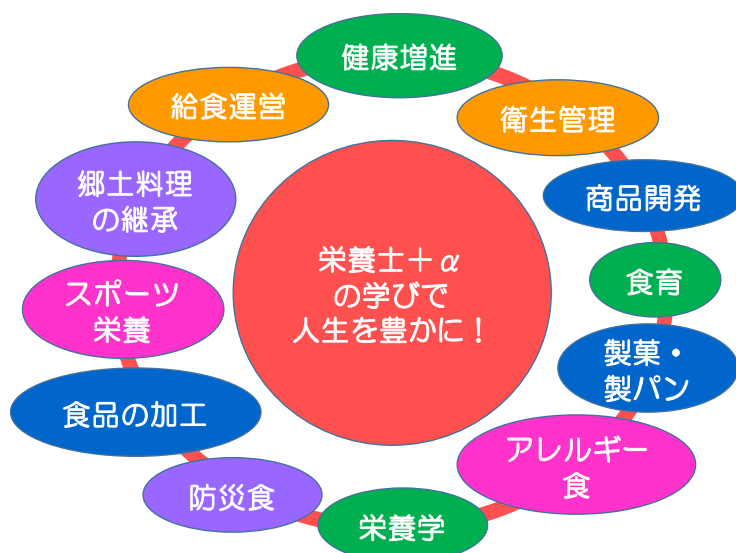 健康増進
給食運営
衛生管理
郷土料理
の継承
商品開発
栄養士＋α
の学びで
人生を豊かに！
食育
スポーツ
栄養
製菓・
製パン
食品の加工
アレルギー
食
防災食
栄養学